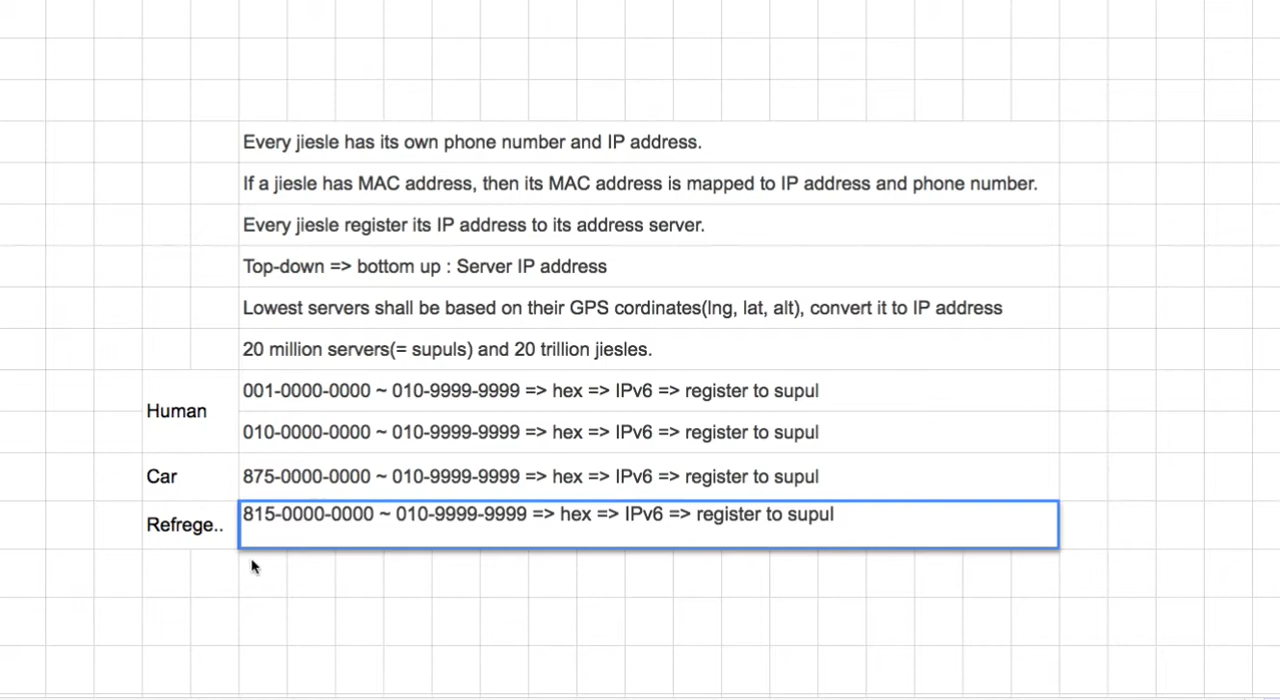 Every jiesle has its own phone number and IP address.
If a jiesle has MAC address, then its MAC address is mapped to IP address and phone number.
Every jiesle register its IP address to its address server.
Top-down => bottom up : Server IP address
Lowest servers shall be based on their GPS cordinates(lng, lat, alt), convert it to IP address
20 million servers(= supuls) and 20 trillion jiesles.
Human
001-0000-0000 ~ 010-9999-9999 => hex => IPv6 => register to supul
010-0000-0000 ~ 010-9999-9999 => hex => IPv6 => register to supul
Car 875-0000-0000 ~ 010-9999-9999 => hex => IPv6 => register to supul
Refrege.. 815-0000-0000 ~ 010-9999-9999 => hex => IPv6 => register to supul